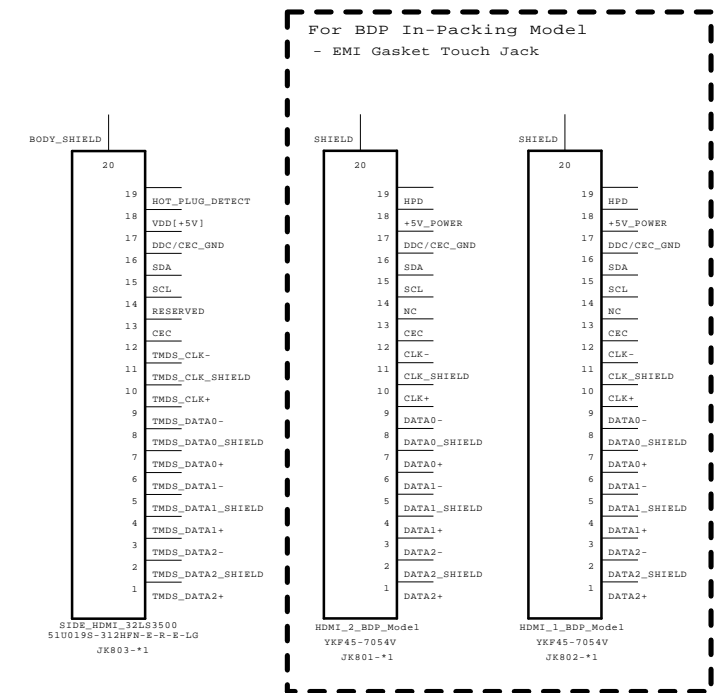 For BDP In-Packing Model
- EMI Gasket Touch Jack
BODY_SHIELD
20
19
HOT_PLUG_DETECT
18
VDD[+5V]
17
DDC/CEC_GND
16
SDA
15
SCL
14
RESERVED
13
CEC
12
TMDS_CLK-
11
TMDS_CLK_SHIELD
10
TMDS_CLK+
9
TMDS_DATA0-
8
TMDS_DATA0_SHIELD
7
TMDS_DATA0+
6
TMDS_DATA1-
5
TMDS_DATA1_SHIELD
4
TMDS_DATA1+
3
TMDS_DATA2-
2
TMDS_DATA2_SHIELD
1
TMDS_DATA2+
SIDE_HDMI_32LS3500
51U019S-312HFN-E-R-E-LG
JK803-*1
SHIELD
20
19
HPD
18
+5V_POWER
17
DDC/CEC_GND
16
SDA
15
SCL
14
NC
13
CEC
12
CLK-
11
CLK_SHIELD
10
CLK+
9
DATA0-
8
DATA0_SHIELD
7
DATA0+
6
DATA1-
5
DATA1_SHIELD
4
DATA1+
3
DATA2-
2
DATA2_SHIELD
1
DATA2+
HDMI_2_BDP_Model
YKF45-7054V
JK801-*1
SHIELD
20
19
HPD
18
+5V_POWER
17
DDC/CEC_GND
16
SDA
15
SCL
14
NC
13
CEC
12
CLK-
11
CLK_SHIELD
10
CLK+
9
DATA0-
8
DATA0_SHIELD
7
DATA0+
6
DATA1-
5
DATA1_SHIELD
4
DATA1+
3
DATA2-
2
DATA2_SHIELD
1
DATA2+
HDMI_1_BDP_Model
YKF45-7054V
JK802-*1